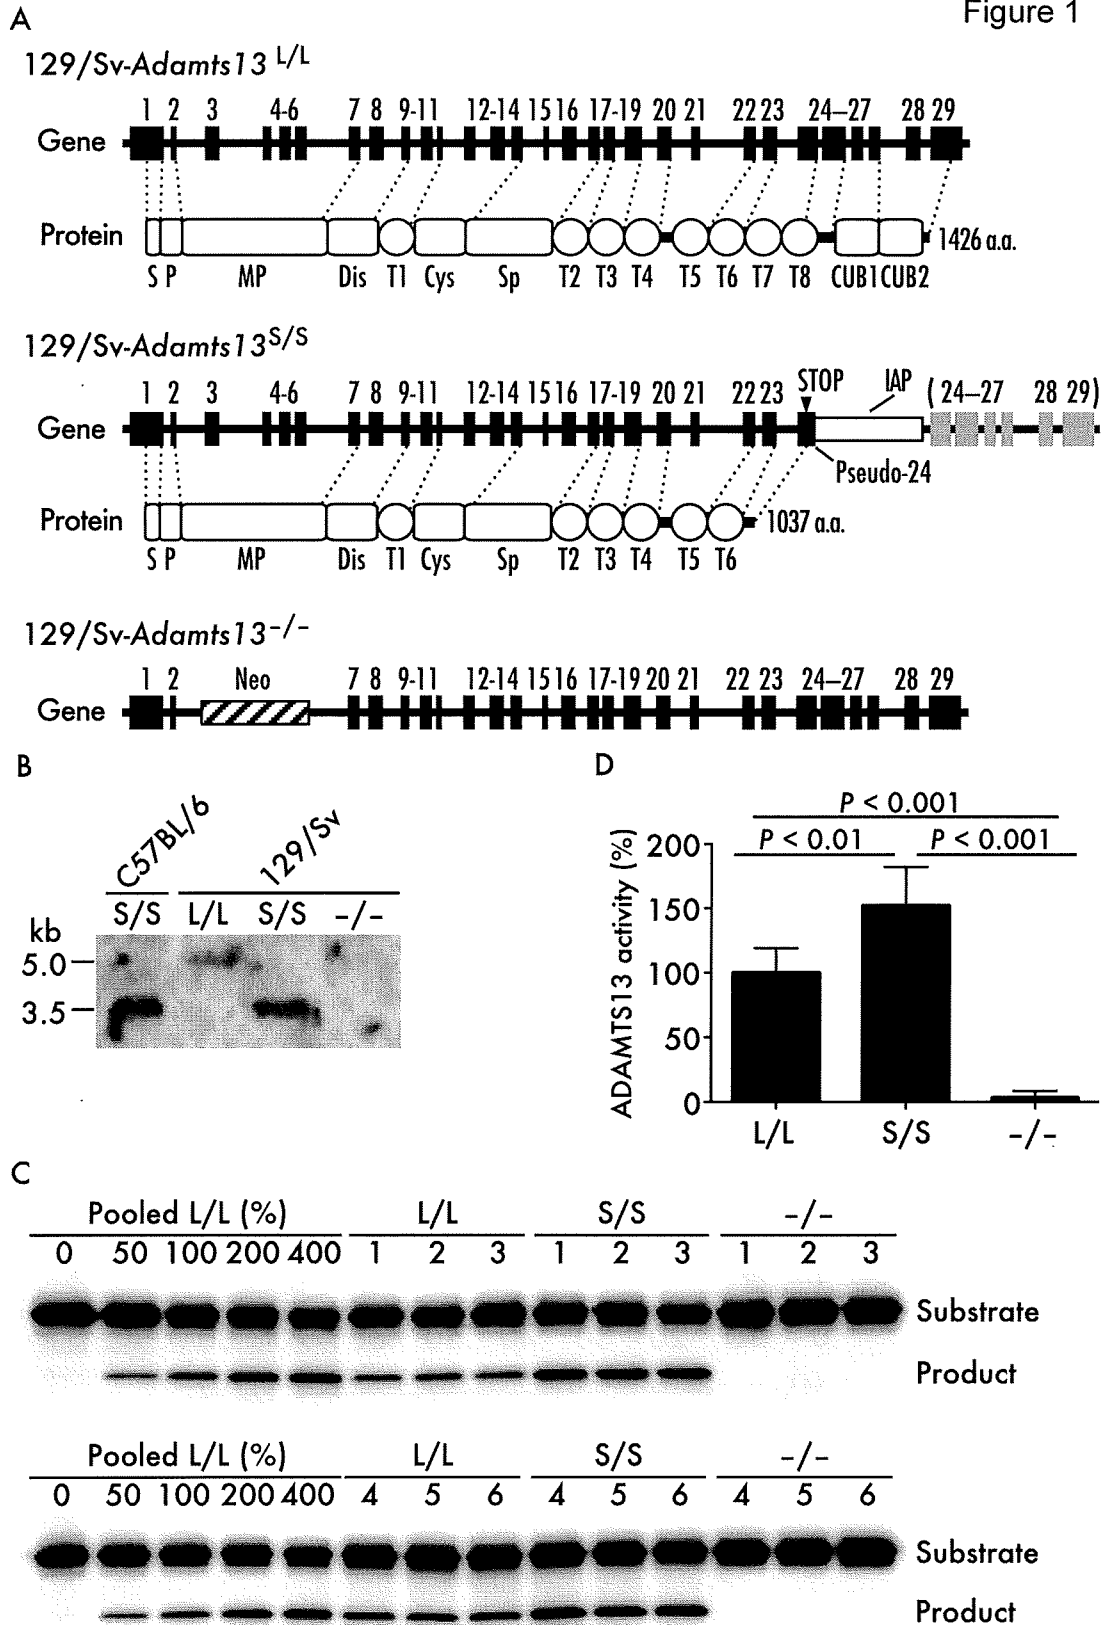 Figure 1
A
129/Sv-Adamts13 L/L
1 2 3 4-6 7 8 9-11 12-14 15 16 17-19 20 21 22 23 24–27 28 29
Gene
Protein 1426 a.a.
S P MP Dis T1 Cys Sp T2 T3 T4 T5 T6 T7 T8 CUB1 CUB2
129/Sv-Adamts13 S/S
STOP IAP
1 2 3 4-6 7 8 9-11 12-14 15 16 17-19 20 21 22 23 (24–27 28 29)
Gene
Pseudo-24
Protein 1037 a.a.
S P MP Dis T1 Cys Sp T2 T3 T4 T5 T6
129/Sv-Adamts13 –/–
1 2 Neo 7 8 9-11 12-14 15 16 17-19 20 21 22 23 24–27 28 29
Gene
B
C57BL/6 129/Sv
S/S L/L S/S –/–
kb
5.0
3.5
D
P < 0.001
P < 0.01 P < 0.001
ADAMTS13 activity (%)
200
150
100
50
0
L/L S/S –/–
C
Pooled L/L (%) L/L S/S –/–
0 50 100 200 400 1 2 3 1 2 3 1 2 3
Substrate
Product
Pooled L/L (%) L/L S/S –/–
0 50 100 200 400 4 5 6 4 5 6 4 5 6
Substrate
Product